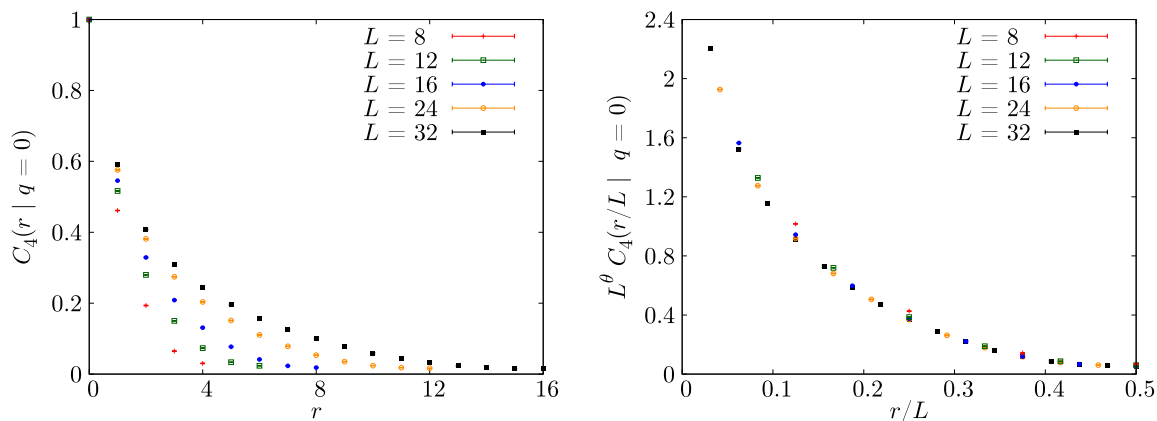 C₄(r | q = 0)
1
0.8
0.6
0.4
0.2
0
0
4
8
12
16
r
L = 8
L = 12
L = 16
L = 24
L = 32
L^θ C₄(r/L | q = 0)
2.4
2
1.6
1.2
0.8
0.4
0
0
0.1
0.2
0.3
0.4
0.5
r/L
L = 8
L = 12
L = 16
L = 24
L = 32